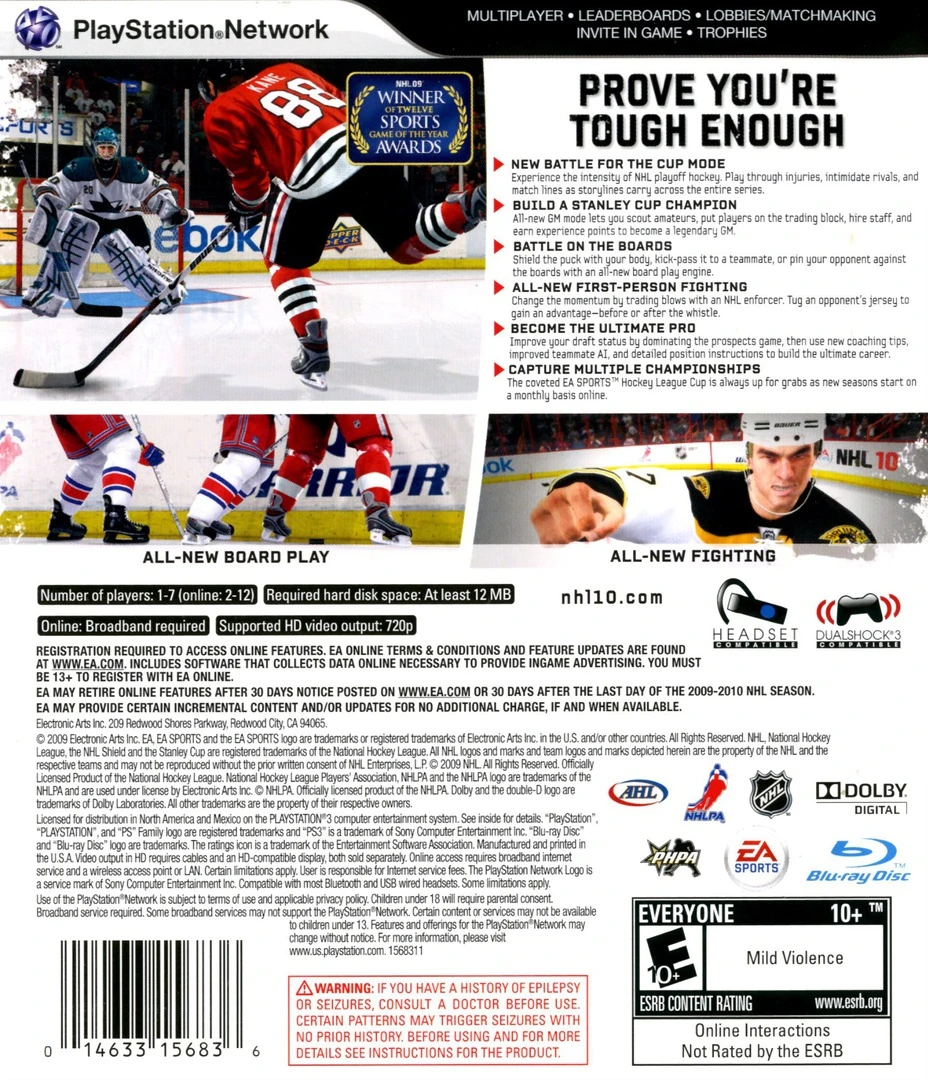 PlayStation®Network
MULTIPLAYER • LEADERBOARDS • LOBBIES/MATCHMAKING
INVITE IN GAME • TROPHIES
NHL 09
WINNER
OF TWELVE
SPORTS
GAME OF THE YEAR
AWARDS
KANE
88
20
PORTS
ebok
UPPER
DECK
PROVE YOU'RE
TOUGH ENOUGH
NEW BATTLE FOR THE CUP MODE
Experience the intensity of NHL playoff hockey. Play through injuries, intimidate rivals, and
match lines as storylines carry across the entire series.
BUILD A STANLEY CUP CHAMPION
All-new GM mode lets you scout amateurs, put players on the trading block, hire staff, and
earn experience points to become a legendary GM.
BATTLE ON THE BOARDS
Shield the puck with your body, kick-pass it to a teammate, or pin your opponent against
the boards with an all-new board play engine.
ALL-NEW FIRST-PERSON FIGHTING
Change the momentum by trading blows with an NHL enforcer. Tug an opponent's jersey to
gain an advantage—before or after the whistle.
BECOME THE ULTIMATE PRO
Improve your draft status by dominating the prospects game, then use new coaching tips,
improved teammate AI, and detailed position instructions to build the ultimate career.
CAPTURE MULTIPLE CHAMPIONSHIPS
The coveted EA SPORTS™ Hockey League Cup is always up for grabs as new seasons start on
a monthly basis online.
PA
RRIOR
ok
BAUER
7
NHL 10
ALL-NEW BOARD PLAY
ALL-NEW FIGHTING
Number of players: 1-7 (online: 2-12)
Required hard disk space: At least 12 MB
Online: Broadband required
Supported HD video output: 720p
nhl10.com
HEADSET
COMPATIBLE
DUALSHOCK®3
COMPATIBLE
REGISTRATION REQUIRED TO ACCESS ONLINE FEATURES. EA ONLINE TERMS & CONDITIONS AND FEATURE UPDATES ARE FOUND
AT WWW.EA.COM. INCLUDES SOFTWARE THAT COLLECTS DATA ONLINE NECESSARY TO PROVIDE INGAME ADVERTISING. YOU MUST
BE 13+ TO REGISTER WITH EA ONLINE.
EA MAY RETIRE ONLINE FEATURES AFTER 30 DAYS NOTICE POSTED ON WWW.EA.COM OR 30 DAYS AFTER THE LAST DAY OF THE 2009-2010 NHL SEASON.
EA MAY PROVIDE CERTAIN INCREMENTAL CONTENT AND/OR UPDATES FOR NO ADDITIONAL CHARGE, IF AND WHEN AVAILABLE.
Electronic Arts Inc. 209 Redwood Shores Parkway, Redwood City, CA 94065.
© 2009 Electronic Arts Inc. EA, EA SPORTS and the EA SPORTS logo are trademarks or registered trademarks of Electronic Arts Inc. in the U.S. and/or other countries. All Rights Reserved. NHL, National Hockey
League, the NHL Shield and the Stanley Cup are registered trademarks of the National Hockey League. All NHL logos and marks and team logos and marks depicted herein are the property of the NHL and the
respective teams and may not be reproduced without the prior written consent of NHL Enterprises, L.P. © 2009 NHL. All Rights Reserved. Officially
Licensed Product of the National Hockey League. National Hockey League Players' Association, NHLPA and the NHLPA logo are trademarks of the
NHLPA and are used under license by Electronic Arts Inc. © NHLPA. Officially licensed product of the NHLPA. Dolby and the double-D logo are
trademarks of Dolby Laboratories. All other trademarks are the property of their respective owners.
Licensed for distribution in North America and Mexico on the PLAYSTATION®3 computer entertainment system. See inside for details. "PlayStation",
"PLAYSTATION", and "PS" Family logo are registered trademarks and "PS3" is a trademark of Sony Computer Entertainment Inc. "Blu-ray Disc"
and "Blu-ray Disc" logo are trademarks. The ratings icon is a trademark of the Entertainment Software Association. Manufactured and printed in
the U.S.A. Video output in HD requires cables and an HD-compatible display, both sold separately. Online access requires broadband internet
service and a wireless access point or LAN. Certain limitations apply. User is responsible for Internet service fees. The PlayStation Network Logo is
a service mark of Sony Computer Entertainment Inc. Compatible with most Bluetooth and USB wired headsets. Some limitations apply.
Use of the PlayStation®Network is subject to terms of use and applicable privacy policy. Children under 18 will require parental consent.
Broadband service required. Some broadband services may not support the PlayStation®Network. Certain content or services may not be available
to children under 13. Features and offerings for the PlayStation®Network may
change without notice. For more information, please visit
www.us.playstation.com. 1568311
AHL
NHLPA
NHL
DOLBY
DIGITAL
PHPA
EA
SPORTS
Blu-ray Disc™
EVERYONE 10+ ™
E
10+
Mild Violence
ESRB CONTENT RATING www.esrb.org
Online Interactions
Not Rated by the ESRB
0 14633 15683 6
WARNING: IF YOU HAVE A HISTORY OF EPILEPSY
OR SEIZURES, CONSULT A DOCTOR BEFORE USE.
CERTAIN PATTERNS MAY TRIGGER SEIZURES WITH
NO PRIOR HISTORY. BEFORE USING AND FOR MORE
DETAILS SEE INSTRUCTIONS FOR THE PRODUCT.